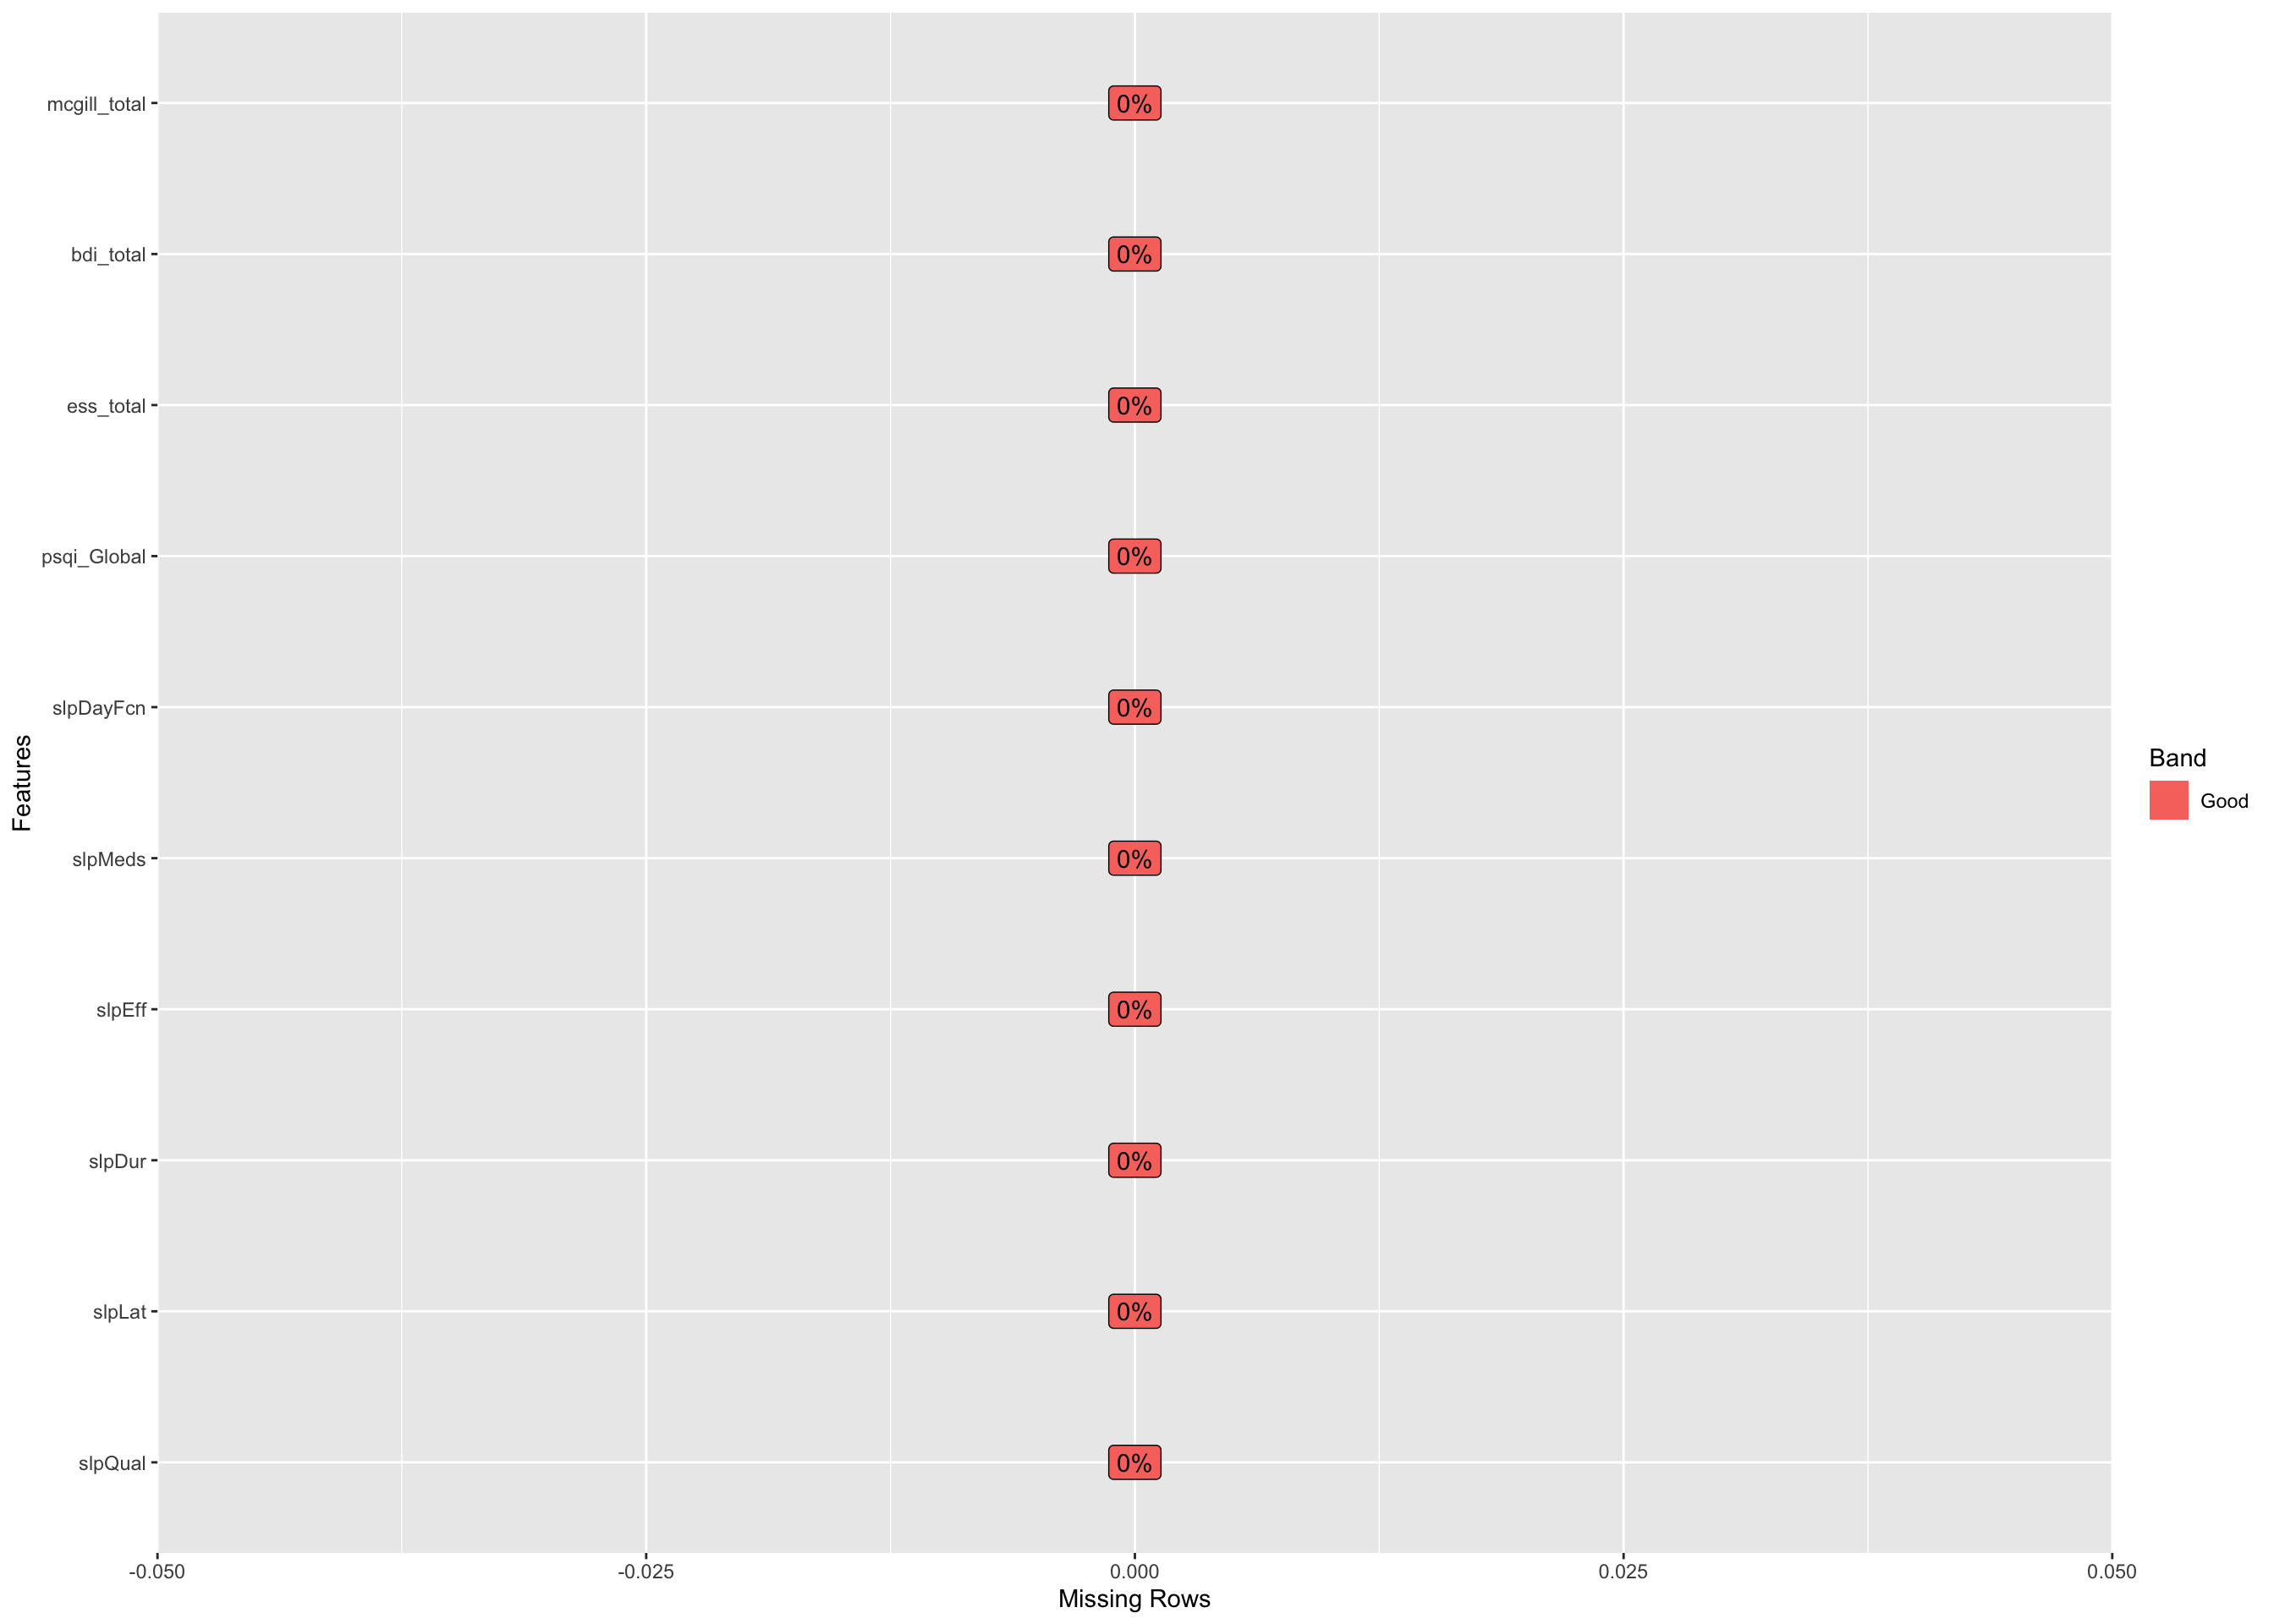 mcgill_total 0%
bdi_total 0%
ess_total 0%
psqi_Global 0%
slpDayFcn 0%
slpMeds 0%
slpEff 0%
slpDur 0%
slpLat 0%
slpQual 0%
Features
-0.050 -0.025 0.000 0.025 0.050
Missing Rows
Band
Good